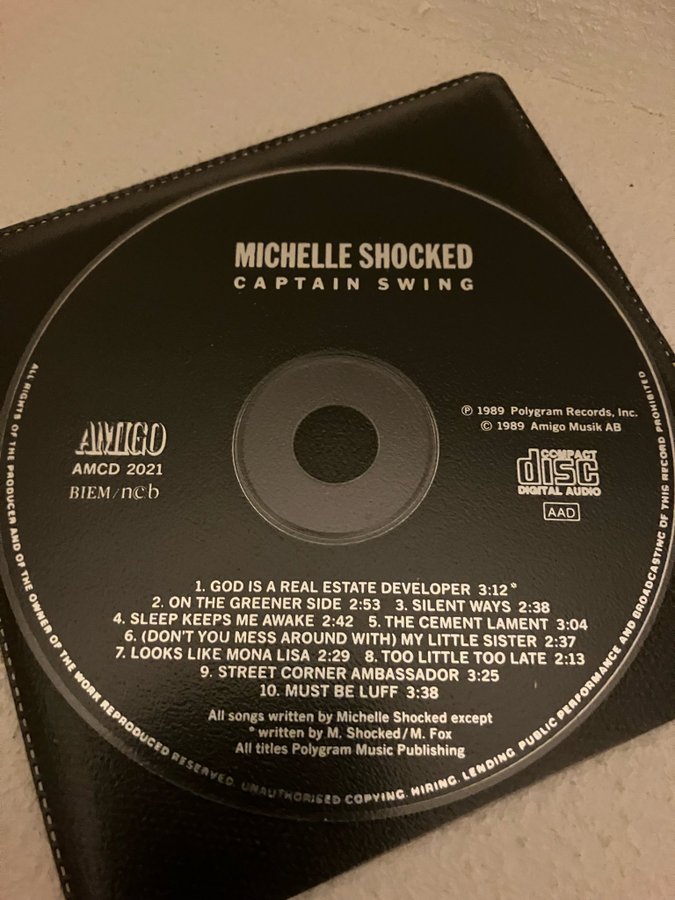 MICHELLE SHOCKED
CAPTAIN SWING
AMIGO
AMCD 2021
BIEM/ncb
℗ 1989 Polygram Records, Inc.
© 1989 Amigo Musik AB
COMPACT
disc
DIGITAL AUDIO
AAD
1. GOD IS A REAL ESTATE DEVELOPER 3:12*
2. ON THE GREENER SIDE 2:53 3. SILENT WAYS 2:38
4. SLEEP KEEPS ME AWAKE 2:42 5. THE CEMENT LAMENT 3:04
6. (DON'T YOU MESS AROUND WITH) MY LITTLE SISTER 2:37
7. LOOKS LIKE MONA LISA 2:29 8. TOO LITTLE TOO LATE 2:13
9. STREET CORNER AMBASSADOR 3:25
10. MUST BE LUFF 3:38
All songs written by Michelle Shocked except
* written by M. Shocked/M. Fox
All titles Polygram Music Publishing
ALL RIGHTS OF THE PRODUCER AND OF THE OWNER OF THE WORK REPRODUCED RESERVED. UNAUTHORISED COPYING, HIRING, LENDING PUBLIC PERFORMANCE AND BROADCASTING OF THIS RECORD PROHIBITED